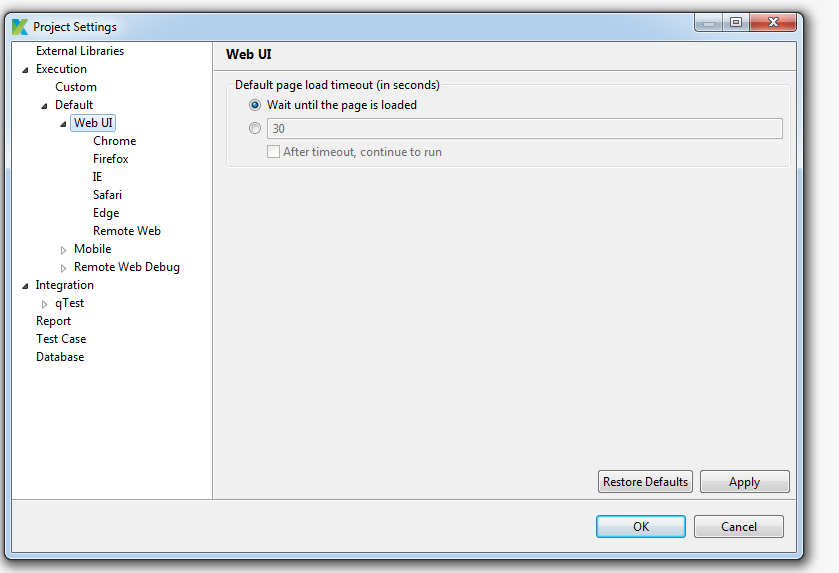 Project Settings
External Libraries
Execution
Custom
Default
Web UI
Chrome
Firefox
IE
Safari
Edge
Remote Web
Mobile
Remote Web Debug
Integration
qTest
Report
Test Case
Database
Web UI
Default page load timeout (in seconds)
Wait until the page is loaded
30
After timeout, continue to run
Restore Defaults
Apply
OK
Cancel